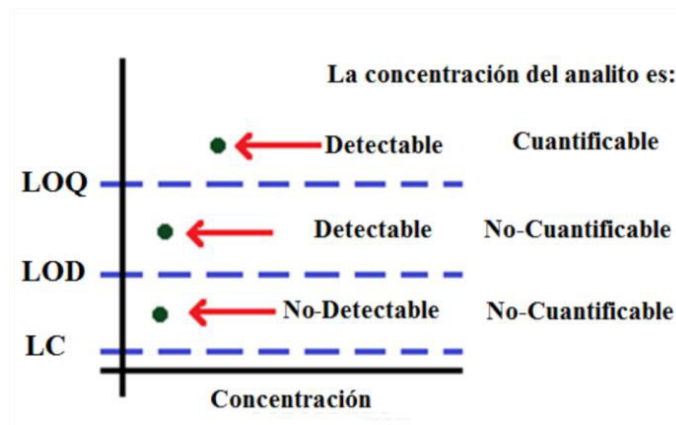 La concentración del analito es:
Detectable Cuantificable
LOQ
Detectable No-Cuantificable
LOD
No-Detectable No-Cuantificable
LC
Concentración